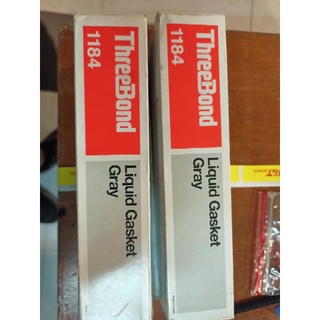 ThreeBond
1184
Liquid Gasket
Gray
ThreeBond
1184
Liquid Gasket
Gray